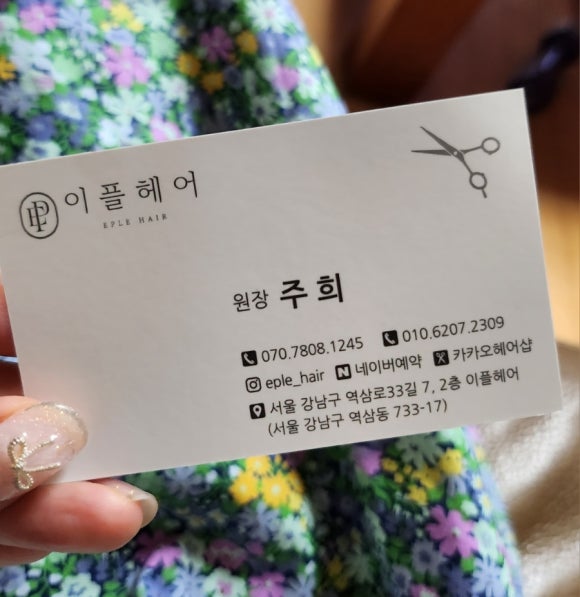 이플헤어
EPLE HAIR
원장 주희
070.7808.1245 010.6207.2309
eple_hair N 네이버예약 카카오헤어샵
서울 강남구 역삼로33길 7, 2층 이플헤어
(서울 강남구 역삼동 733-17)